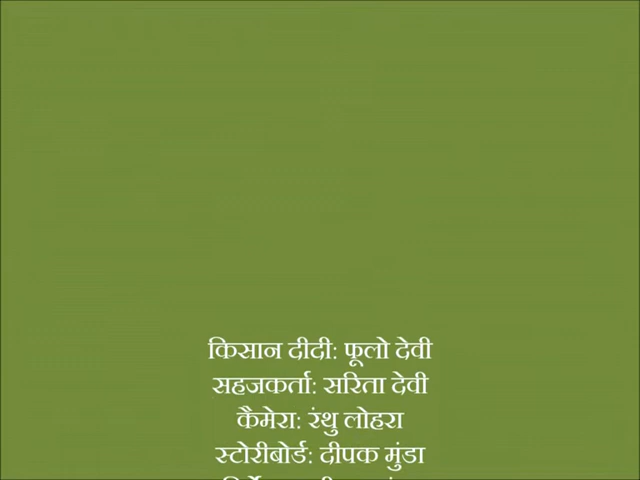 किसान दीदी: फूलो देवी
सहजकर्ता: सरिता देवी
कैमेरा: रंथु लोहरा
स्टोरीबोर्ड: दीपक मुंडा